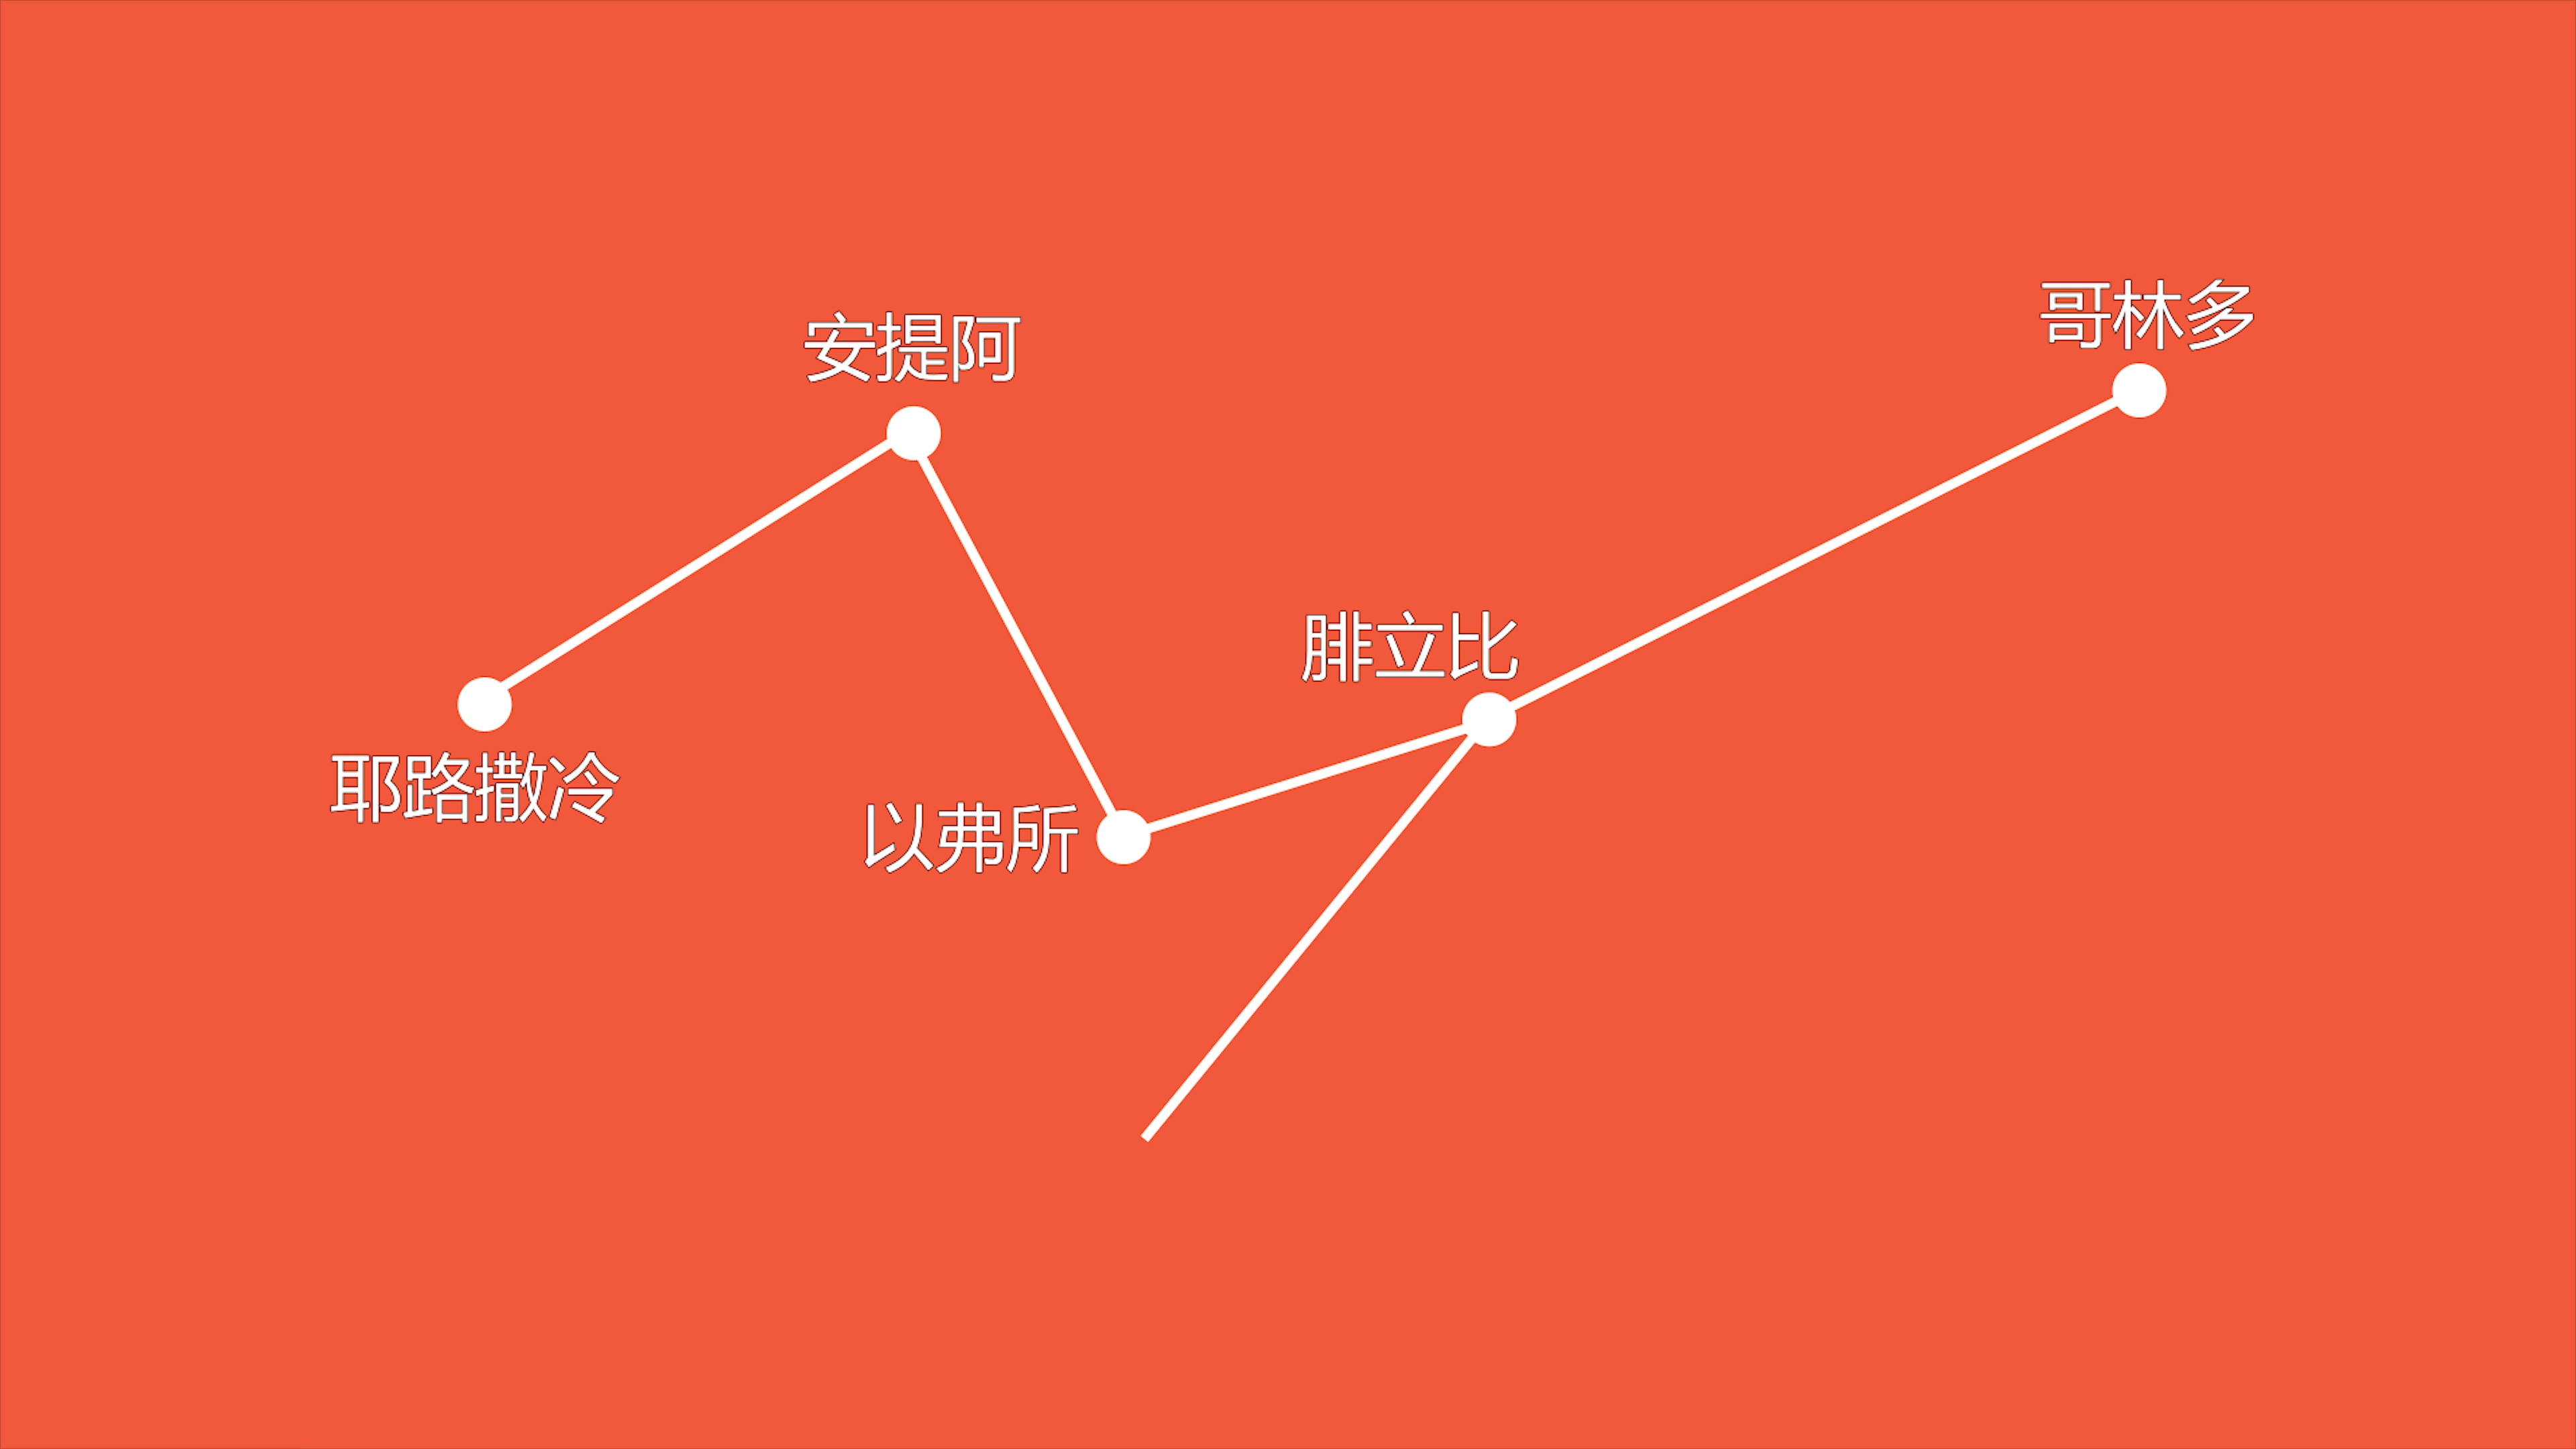 哥林多
安提阿
腓立比
耶路撒冷
以弗所